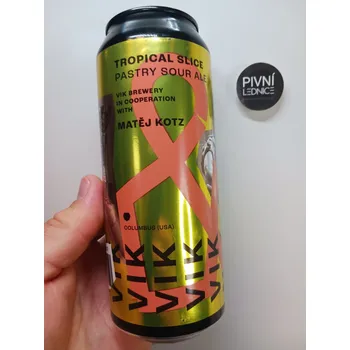 TROPICAL SLICE
PASTRY SOUR ALE
VIK BREWERY
IN COOPERATION
WITH
MATĚJ KOTZ
COLUMBUS (USA)
VIK VIK VIK VIK
PIVNÍ
LEDNICE